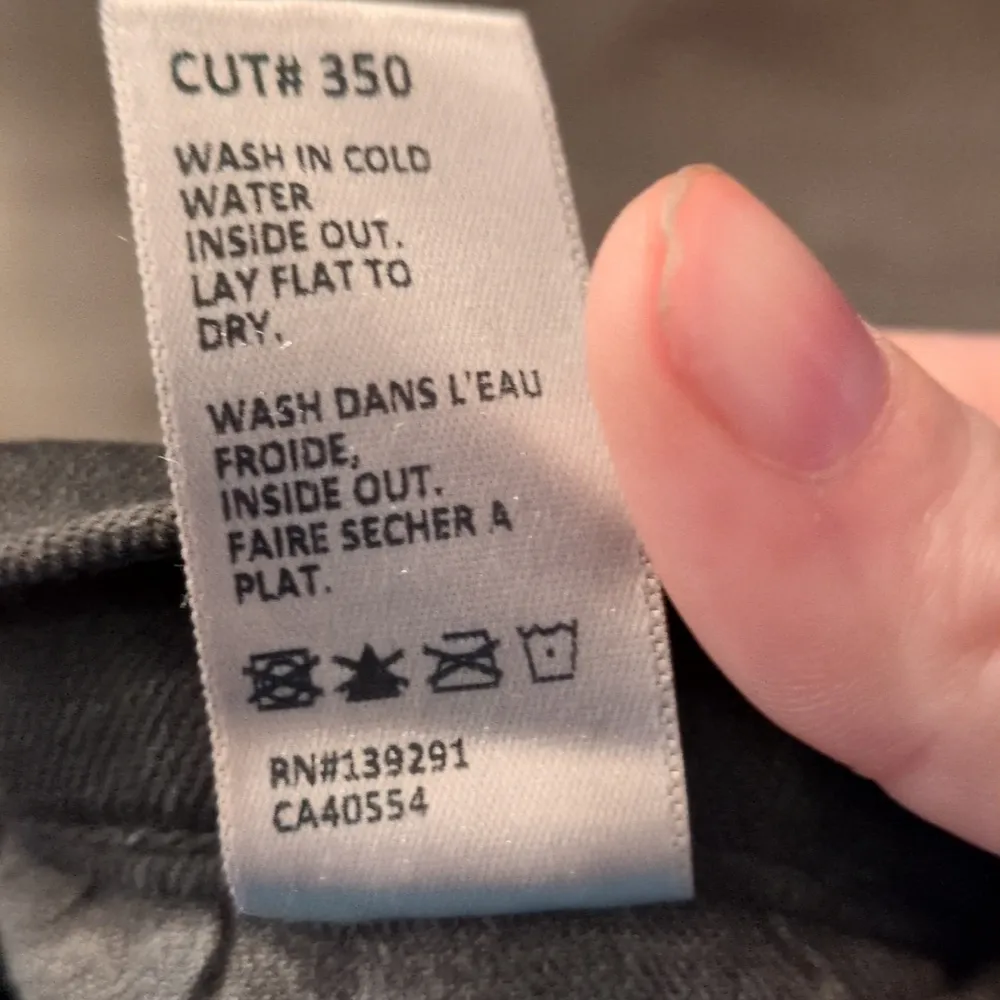 CUT# 350
WASH IN COLD
WATER
INSIDE OUT.
LAY FLAT TO
DRY.
WASH DANS L'EAU
FROIDE,
INSIDE OUT.
FAIRE SECHER A
PLAT.
RN#139291
CA40554